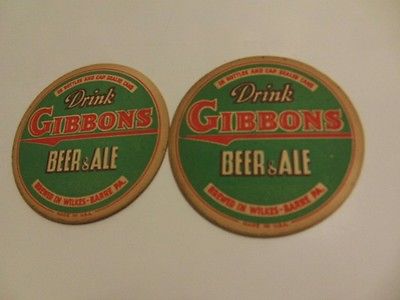 IN BOTTLES AND CAP SEALED CANS
Drink
GIBBONS
BEER & ALE
BREWED IN WILKES-BARRE PA.
MADE IN U.S.A.
IN BOTTLES AND CAP SEALED CANS
Drink
GIBBONS
BEER & ALE
BREWED IN WILKES-BARRE PA.
MADE IN U.S.A.